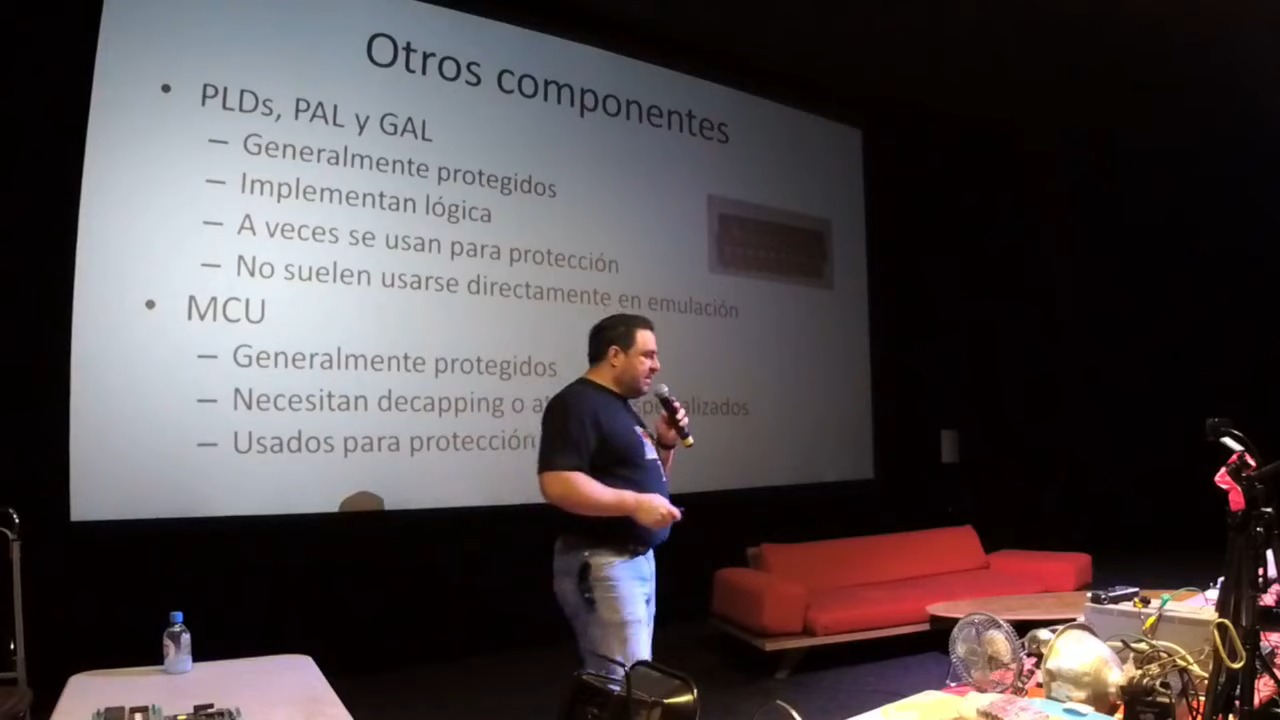 Otros componentes
• PLDs, PAL y GAL
– Generalmente protegidos
– Implementan lógica
– A veces se usan para protección
– No suelen usarse directamente en emulación
• MCU
– Generalmente protegidos
– Necesitan decapping o
– Usados para protección